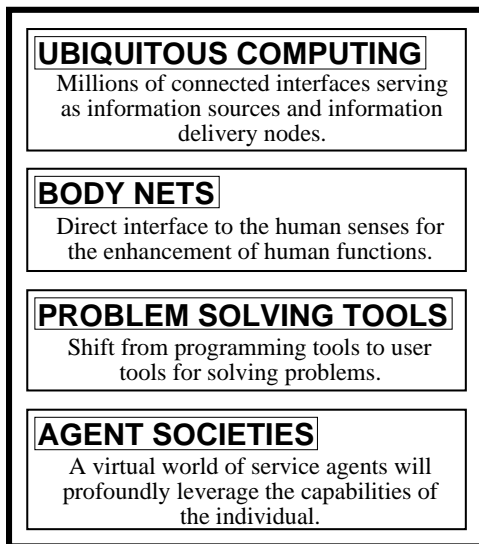 UBIQUITOUS COMPUTING
Millions of connected interfaces serving
as information sources and information
delivery nodes.
BODY NETS
Direct interface to the human senses for
the enhancement of human functions.
PROBLEM SOLVING TOOLS
Shift from programming tools to user
tools for solving problems.
AGENT SOCIETIES
A virtual world of service agents will
profoundly leverage the capabilities of
the individual.